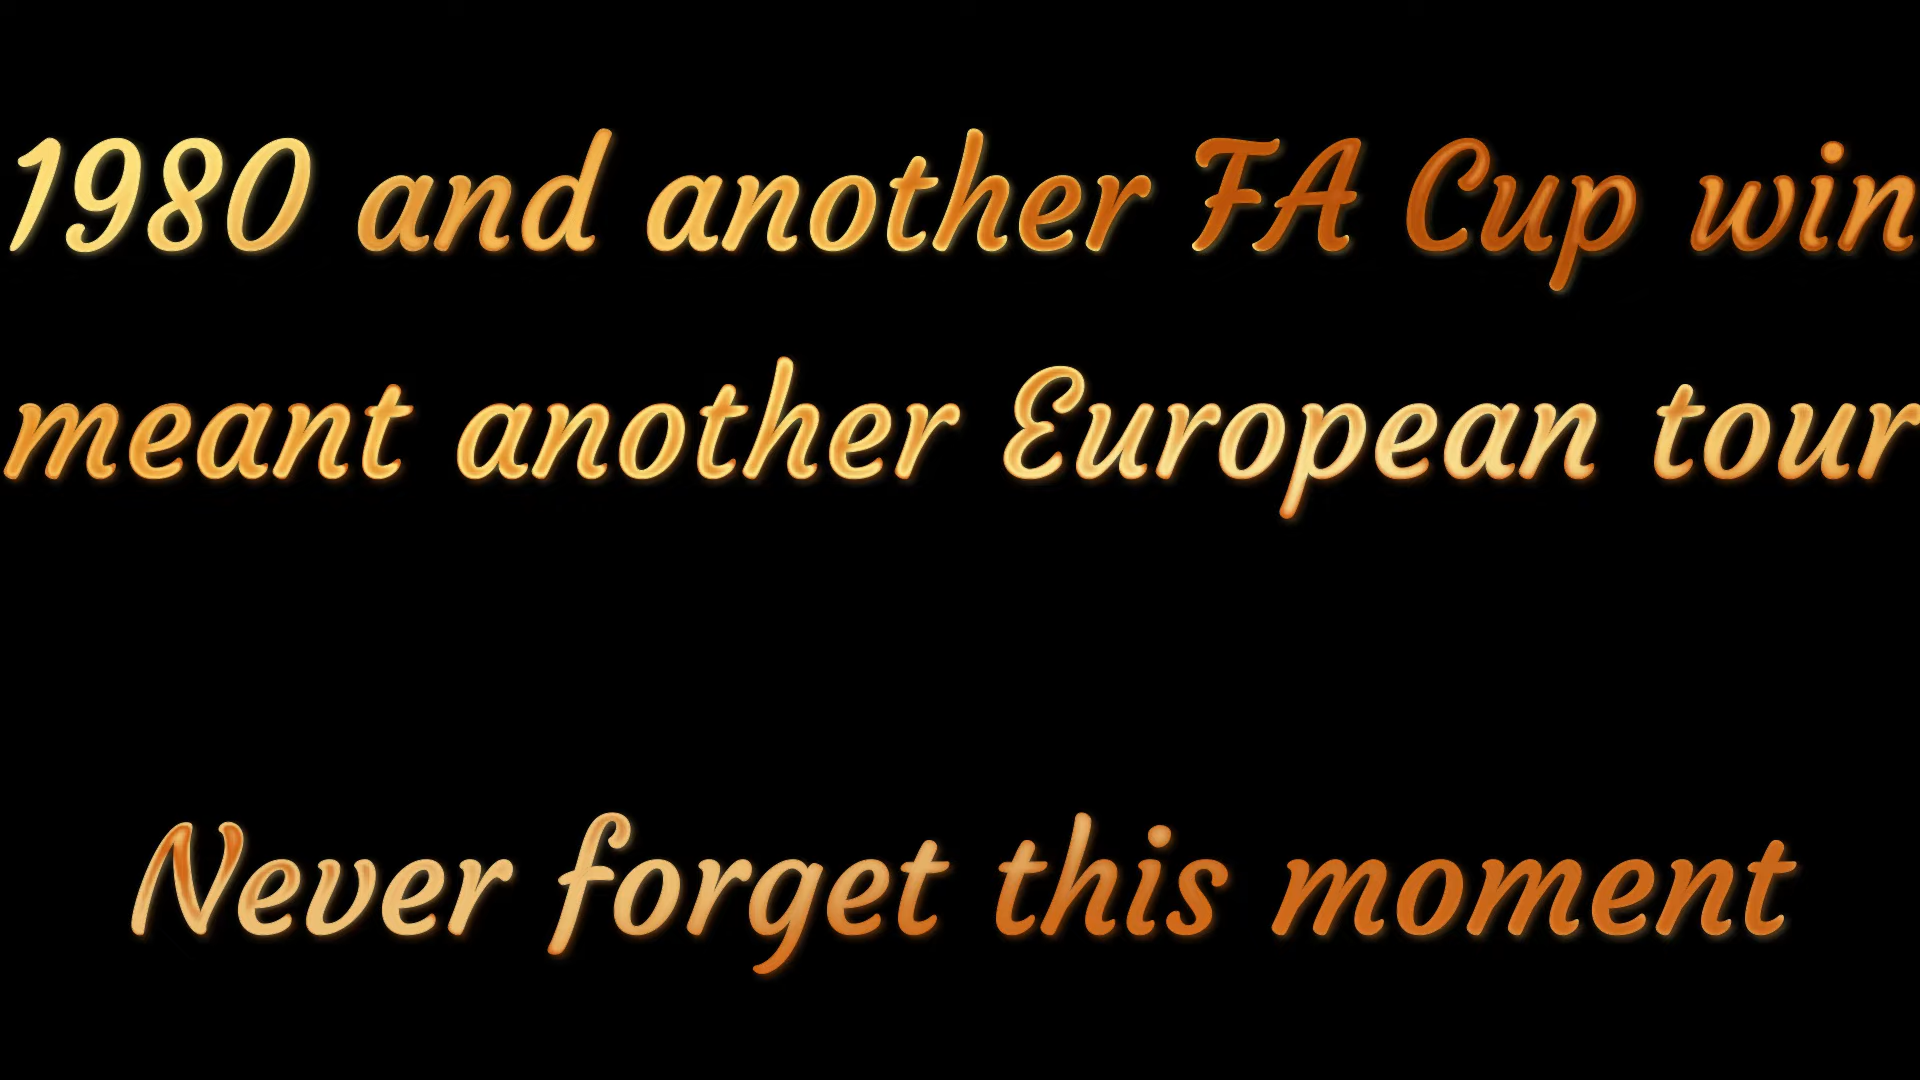 1980 and another FA Cup win
meant another European tour
Never forget this moment